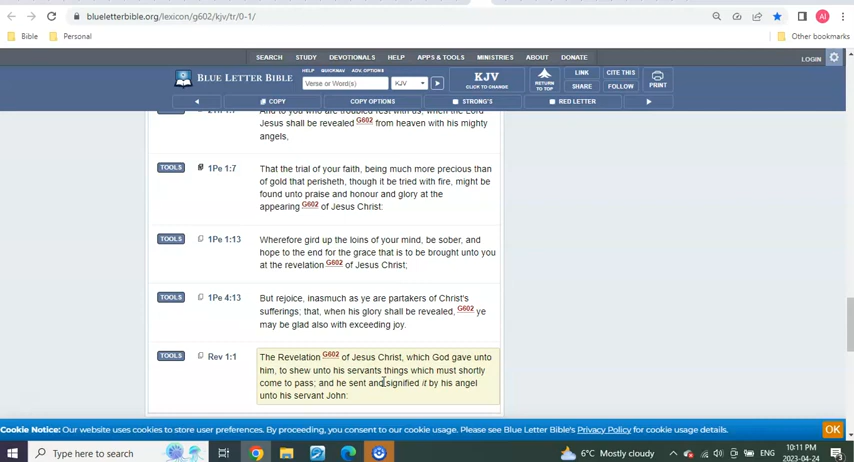 blueletterbible.org/lexicon/g602/kjv/tr/0-1/
AI
Bible
Personal
Other bookmarks
SEARCH STUDY DEVOTIONALS HELP APPS & TOOLS MINISTRIES ABOUT DONATE
LOGIN
BLUE LETTER BIBLE
HELP QUICKNAV ADV. OPTIONS
Verse or Word(s)
KJV
KJV
CLICK TO CHANGE
RETURN
TO TOP
LINK
SHARE
CITE THIS
FOLLOW
PRINT
COPY
COPY OPTIONS
STRONG'S
RED LETTER
And to you who are troubled rest with us, when the Lord
Jesus shall be revealed G602 from heaven with his mighty
angels,
TOOLS
1Pe 1:7
That the trial of your faith, being much more precious than
of gold that perisheth, though it be tried with fire, might be
found unto praise and honour and glory at the
appearing G602 of Jesus Christ:
TOOLS
1Pe 1:13
Wherefore gird up the loins of your mind, be sober, and
hope to the end for the grace that is to be brought unto you
at the revelation G602 of Jesus Christ;
TOOLS
1Pe 4:13
But rejoice, inasmuch as ye are partakers of Christ's
sufferings; that, when his glory shall be revealed, G602 ye
may be glad also with exceeding joy.
TOOLS
Rev 1:1
The Revelation G602 of Jesus Christ, which God gave unto
him, to shew unto his servants things which must shortly
come to pass; and he sent and signified it by his angel
unto his servant John:
Cookie Notice: Our website uses cookies to store user preferences. By proceeding, you consent to our cookie usage. Please see Blue Letter Bible's Privacy Policy for cookie usage details.
OK
Type here to search
6°C Mostly cloudy
ENG
10:11 PM
2023-04-24